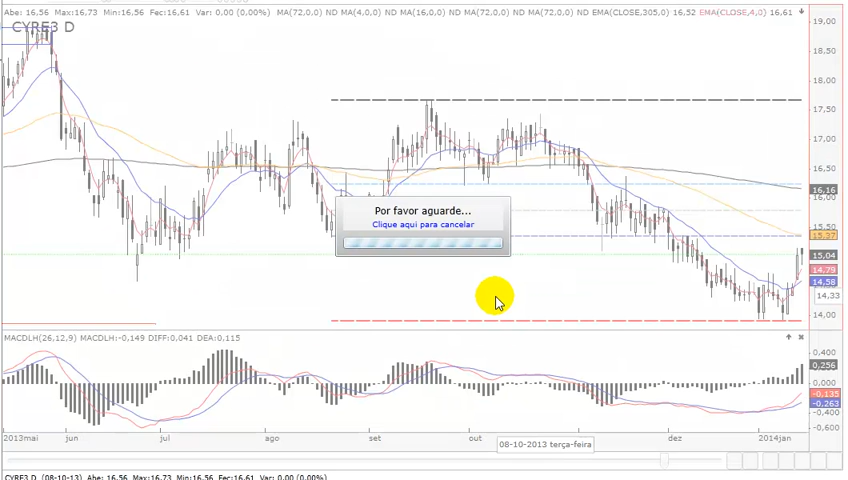 Abe: 16,56 Max:16,73 Min:16,56 Fec:16,61 Var: 0,00 (0,00%) MA(72,0) ND MA(4,0) ND MA(16,0) ND MA(72,0) ND MA(72,0) ND EMA(CLOSE,305,0) 16,52 EMA(CLOSE,4,0) 16,61
CYRE3 D
19,00
18,50
18,00
17,50
17,00
16,50
16,16
16,00
Por favor aguarde...
Clique aqui para cancelar
15,50
15,37
15,04
14,79
14,58
14,33
14,00
MACDLH(26,12,9) MACDLH:-0,149 DIFF:0,041 DEA:0,115
0,400
0,256
0,000
-0,135
-0,263
-0,400
-0,600
2013mai jun jul ago set out dez 2014jan
08-10-2013 terça-feira
CYRE3 D (08-10-13) Abe: 16,56 Max:16,73 Min:16,56 Fec:16,61 Var: 0,00 (0,00%)